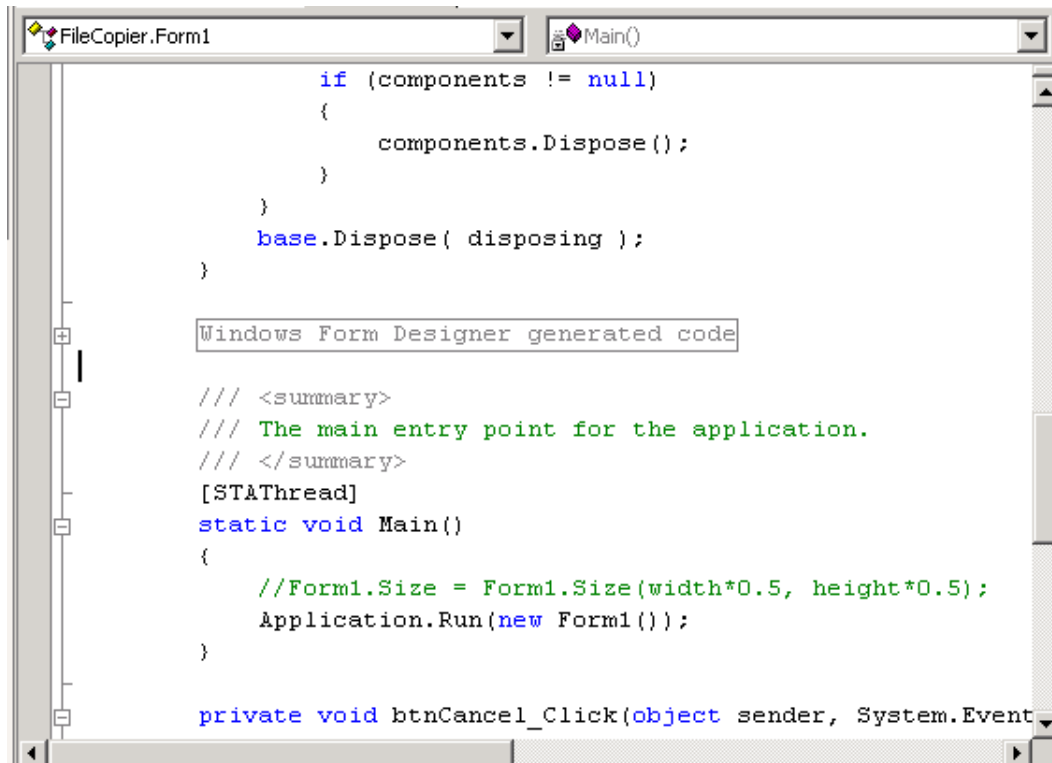 FileCopier.Form1 Main()
if (components != null)
{
components.Dispose();
}
}
base.Dispose( disposing );
}
Windows Form Designer generated code
/// <summary>
/// The main entry point for the application.
/// </summary>
[STAThread]
static void Main()
{
//Form1.Size = Form1.Size(width*0.5, height*0.5);
Application.Run(new Form1());
}
private void btnCancel_Click(object sender, System.Event